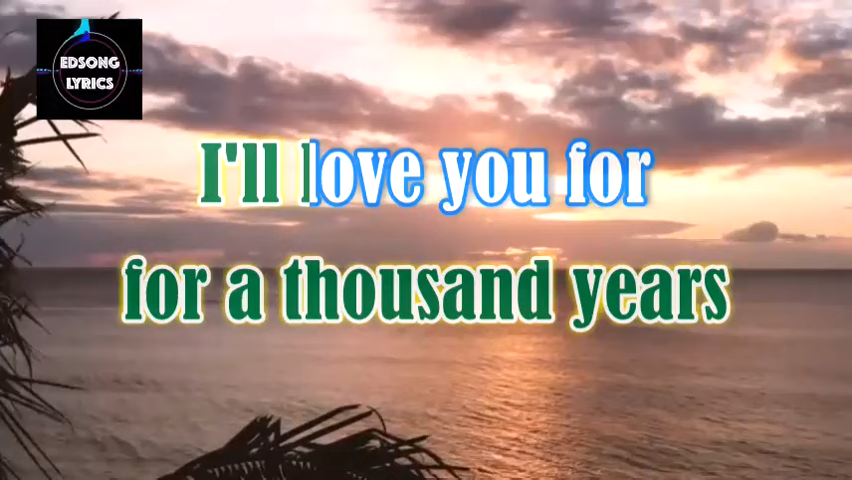 EDSONG
LYRICS
I'll love you for
for a thousand years